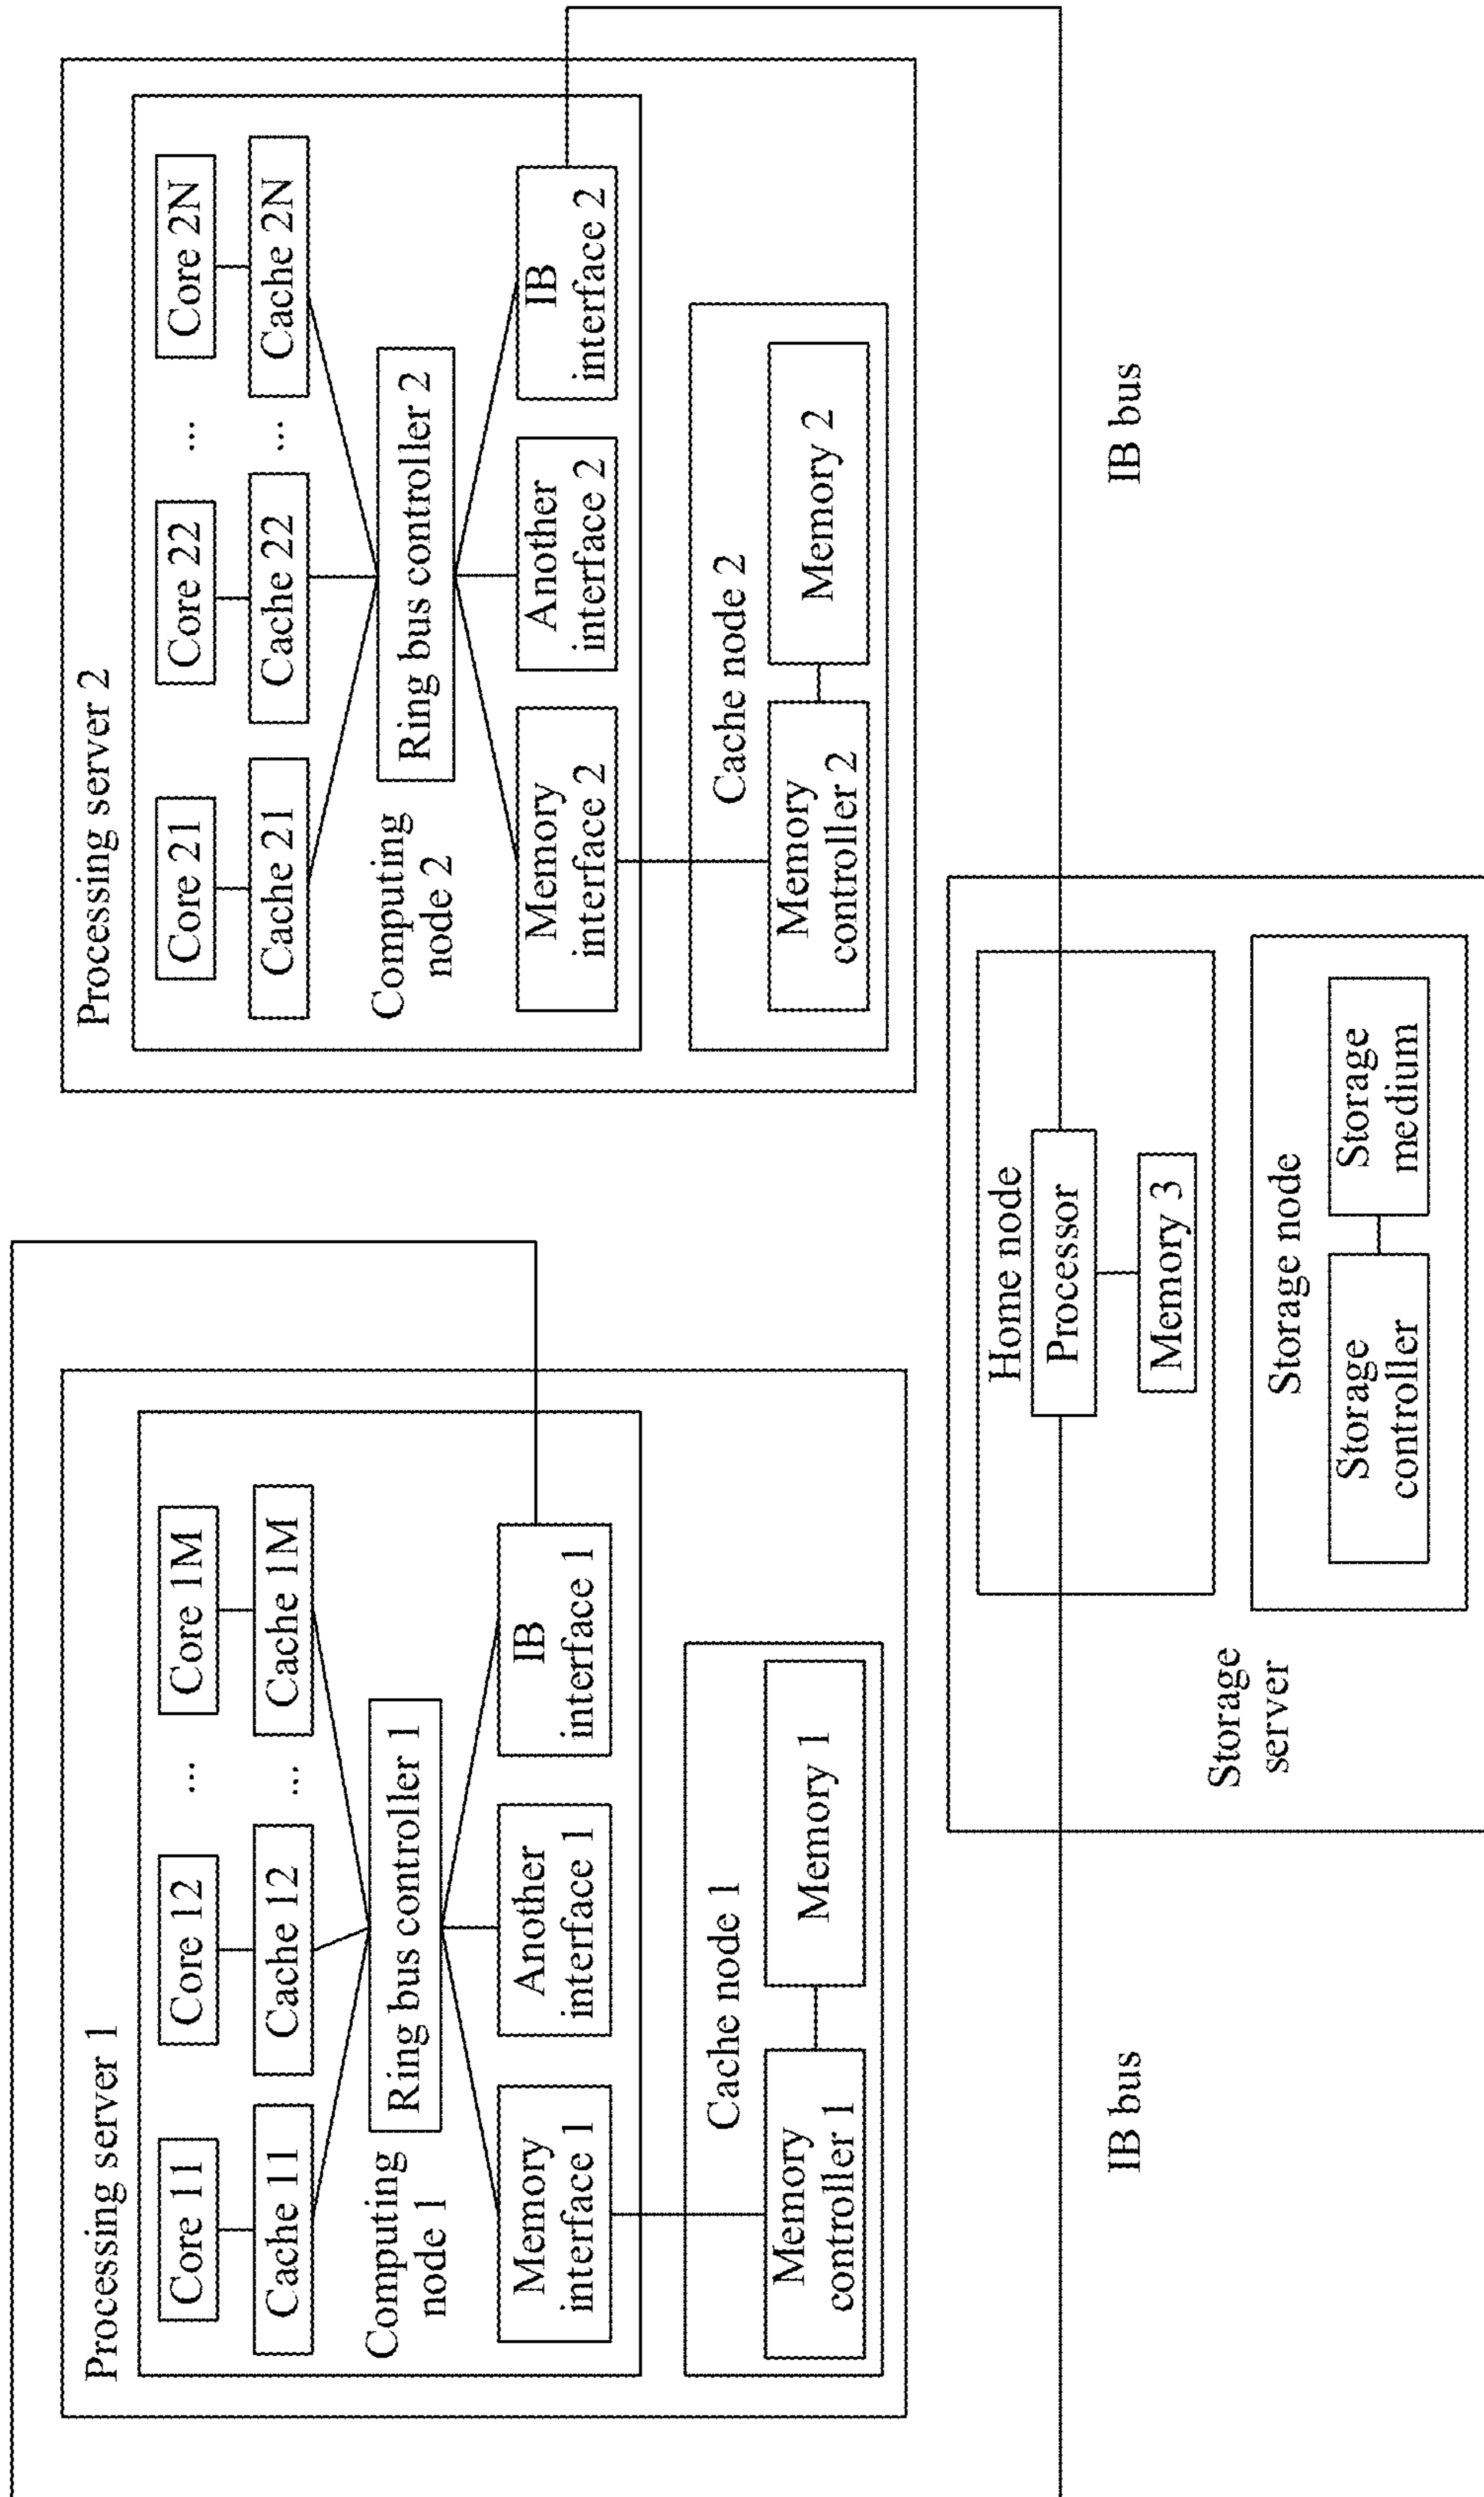 Processing server 1
Core 11
Core 12
...
Core 1M
Cache 11
Cache 12
...
Cache 1M
Computing
node 1
Ring bus controller 1
Memory
interface 1
Another
interface 1
IB
interface 1
Cache node 1
Memory
controller 1
Memory 1
Processing server 2
Core 21
Core 22
...
Core 2N
Cache 21
Cache 22
...
Cache 2N
Computing
node 2
Ring bus controller 2
Memory
interface 2
Another
interface 2
IB
interface 2
Cache node 2
Memory
controller 2
Memory 2
IB bus
Storage
server
Home node
Processor
Memory 3
Storage node
Storage
controller
Storage
medium
IB bus